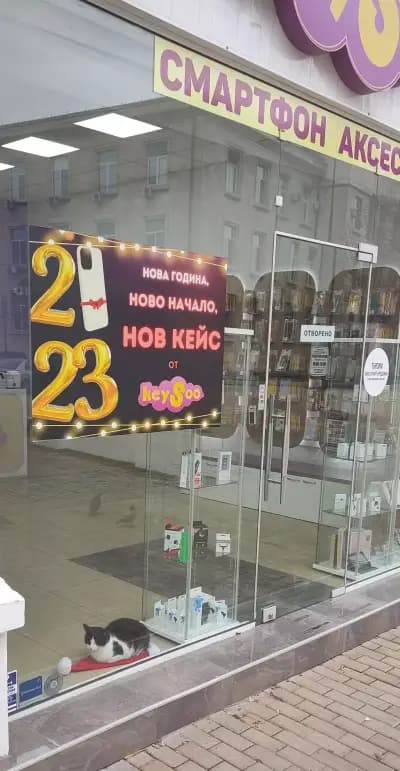 СМАРТФОН АКСЕС
2
23
НОВА ГОДИНА,
НОВО НАЧАЛО,
НОВ КЕЙС
ОТ
keySoo
ОТВОРЕНО